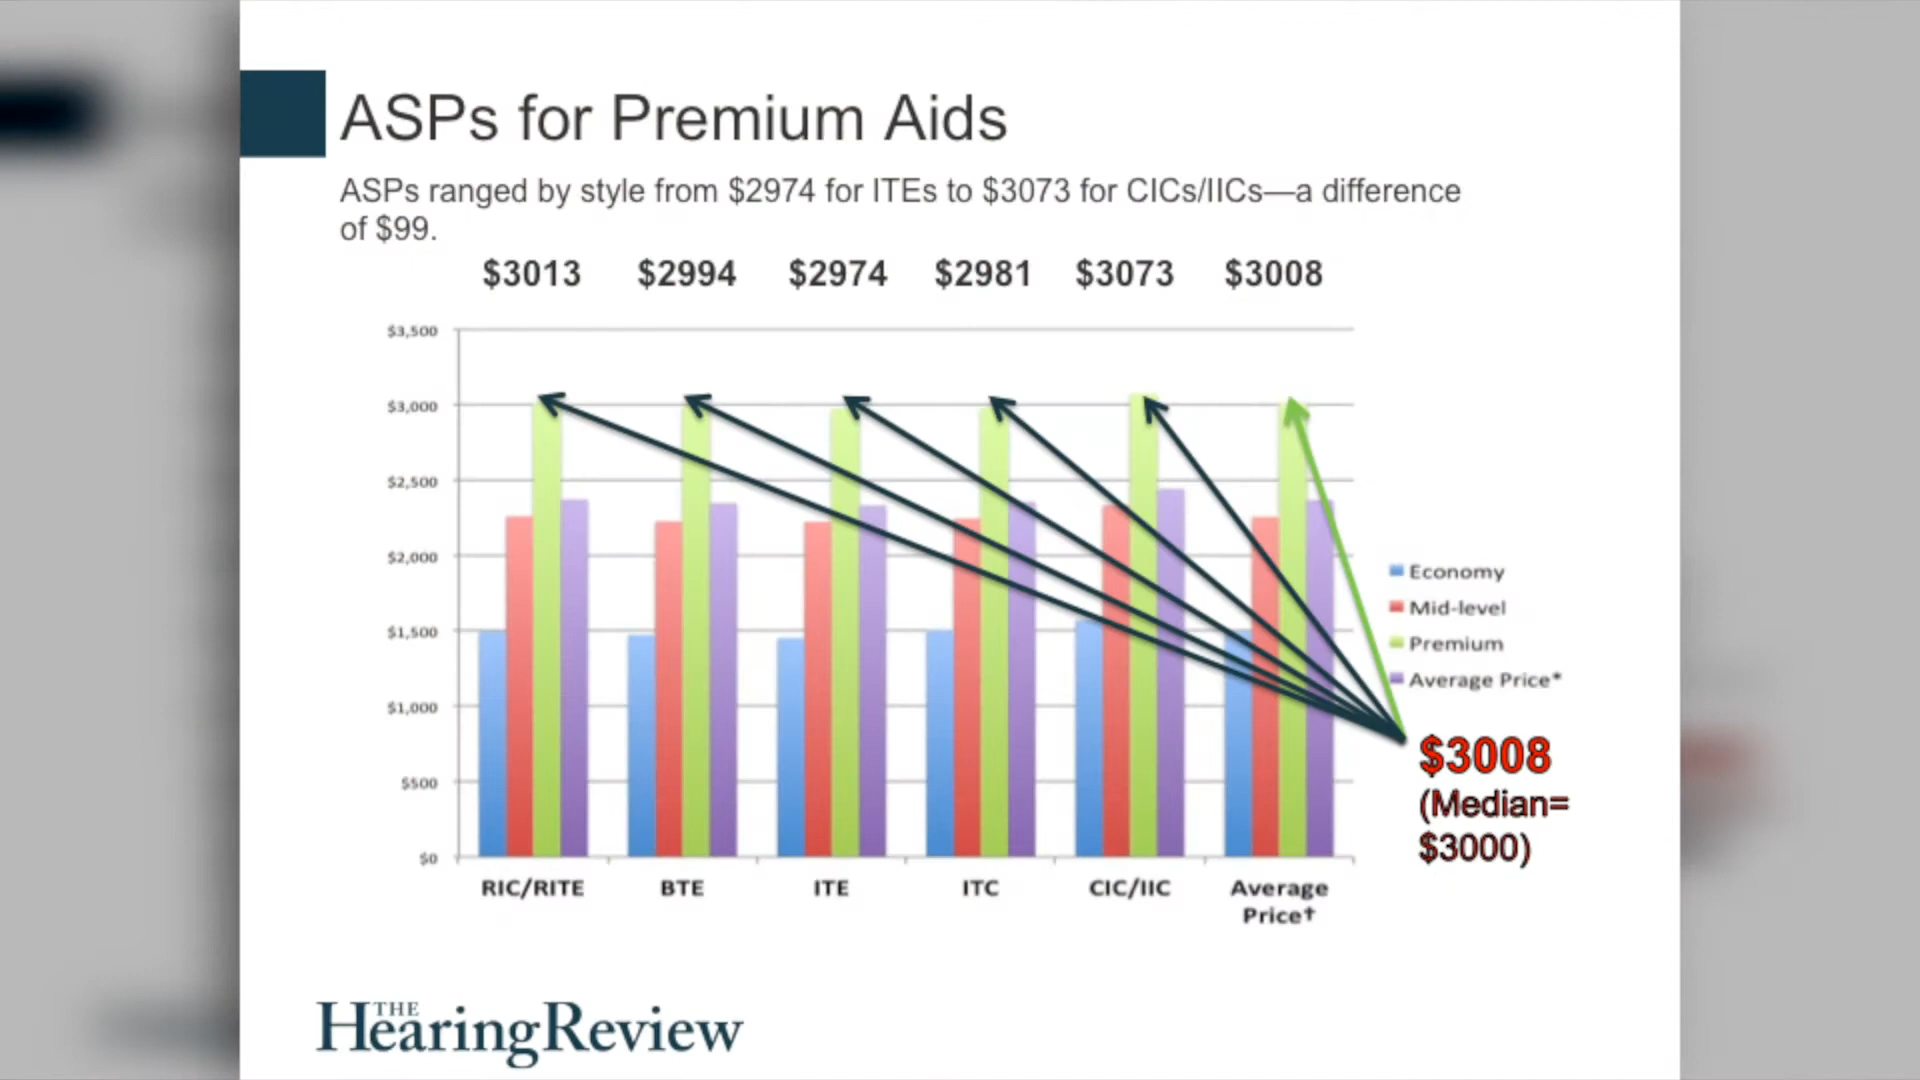 ASPs for Premium Aids
ASPs ranged by style from $2974 for ITEs to $3073 for CICs/IICs—a difference
of $99.
$3013 $2994 $2974 $2981 $3073 $3008
$3,500
$3,000
$2,500
$2,000
$1,500
$1,000
$500
$0
RIC/RITE BTE ITE ITC CIC/IIC Average
Price†
Economy
Mid-level
Premium
Average Price*
$3008
(Median=
$3000)
THE
HearingReview